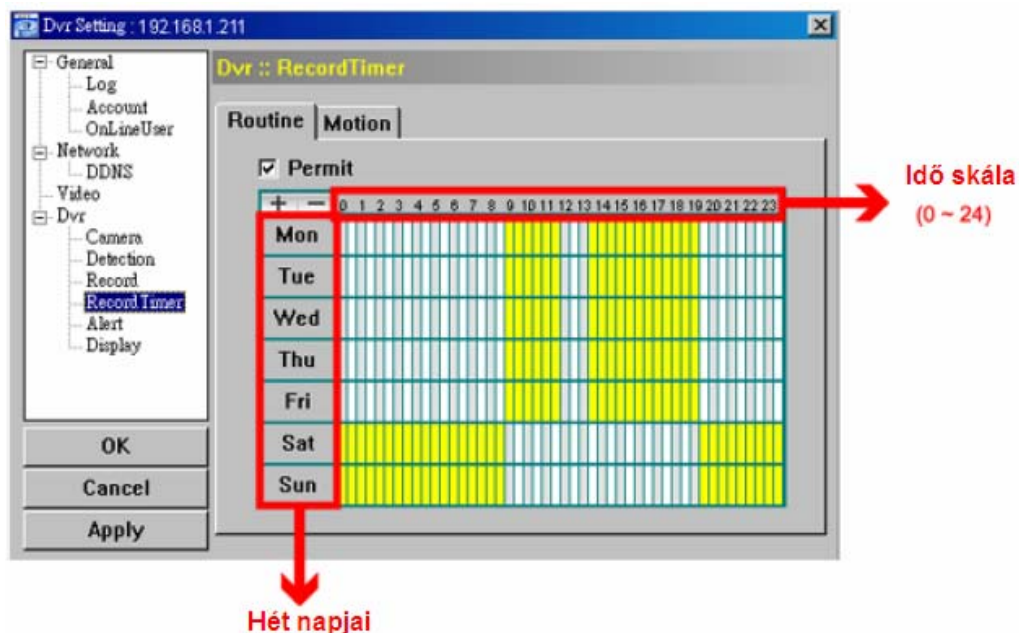 Dvr Setting : 192.168.1.211
General
Log
Account
OnLineUser
Network
DDNS
Video
Dvr
Camera
Detection
Record
Record Timer
Alert
Display
OK
Cancel
Apply
Dvr :: RecordTimer
Routine Motion
Permit
+ − 0 1 2 3 4 5 6 7 8 9 10 11 12 13 14 15 16 17 18 19 20 21 22 23
Mon
Tue
Wed
Thu
Fri
Sat
Sun
Idő skála
(0 ~ 24)
Hét napjai